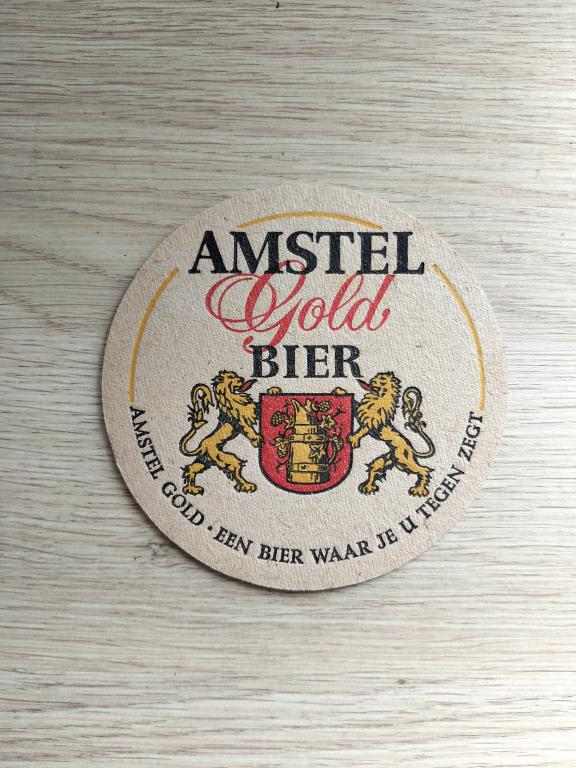 AMSTEL
Gold
BIER
AMSTEL GOLD · EEN BIER WAAR JE U TEGEN ZEGT